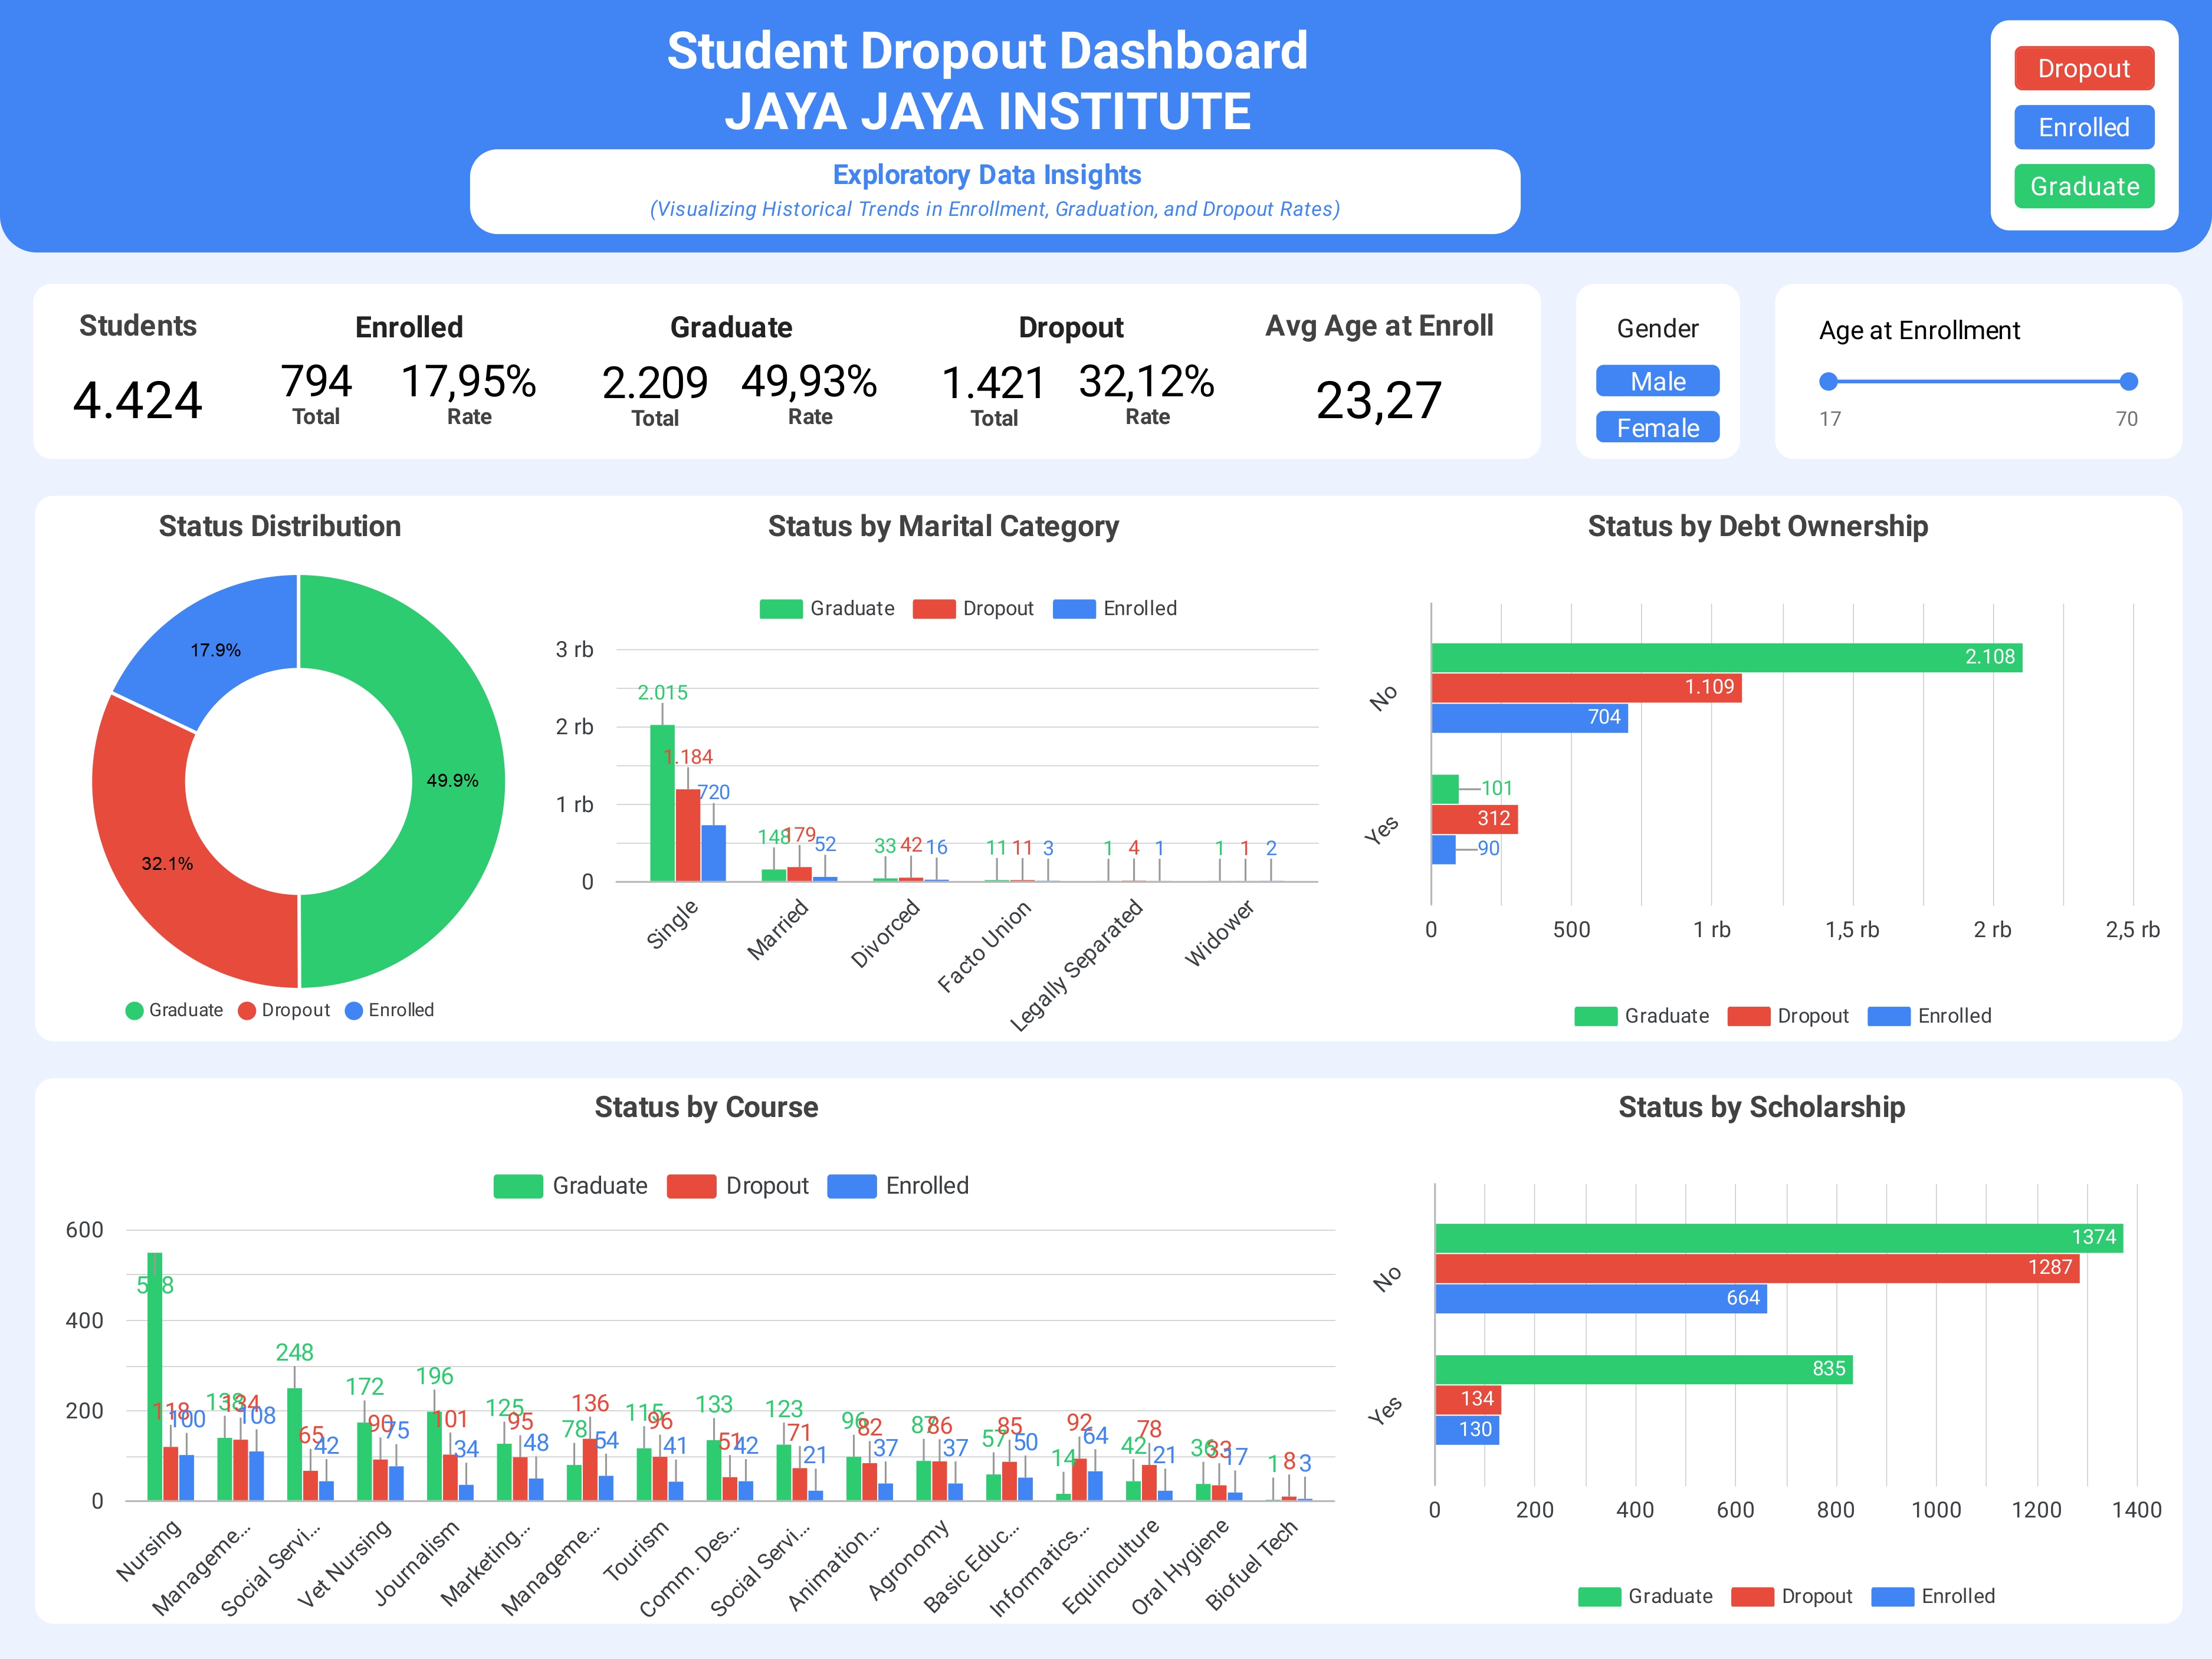 Student Dropout Dashboard
JAYA JAYA INSTITUTE
Exploratory Data Insights
(Visualizing Historical Trends in Enrollment, Graduation, and Dropout Rates)
Dropout
Enrolled
Graduate
Students
4.424
Enrolled
794 17,95%
Total Rate
Graduate
2.209 49,93%
Total Rate
Dropout
1.421 32,12%
Total Rate
Avg Age at Enroll
23,27
Gender
Male
Female
Age at Enrollment
17 70
Status Distribution
17.9%
49.9%
32.1%
Graduate Dropout Enrolled
Status by Marital Category
Graduate Dropout Enrolled
3 rb
2 rb
1 rb
0
2.015 1.184 720
148 179 52
33 42 16
11 11 3
1 4 1
1 1 2
Single Married Divorced Facto Union Legally Separated Widower
Status by Debt Ownership
No
2.108
1.109
704
Yes
101
312
90
0 500 1 rb 1,5 rb 2 rb 2,5 rb
Graduate Dropout Enrolled
Status by Course
Graduate Dropout Enrolled
600
400
200
0
118 100
138 134 108
248 65 42
172 90 75
196 101 34
125 95 48
78 136 54
115 96 41
133 51 42
123 71 21
96 82 37
87 86 37
57 85 50
14 92 64
42 78 21
36 33 17
1 8 3
Nursing Manageme... Social Servi... Vet Nursing Journalism Marketing... Manageme... Tourism Comm. Des... Social Servi... Animation... Agronomy Basic Educ... Informatics... Equinculture Oral Hygiene Biofuel Tech
Status by Scholarship
No
1374
1287
664
Yes
835
134
130
0 200 400 600 800 1000 1200 1400
Graduate Dropout Enrolled